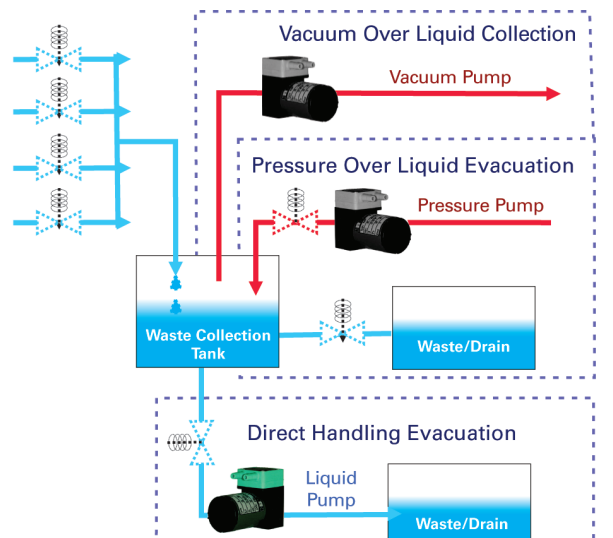 Vacuum Over Liquid Collection
Vacuum Pump
Pressure Over Liquid Evacuation
Pressure Pump
Waste Collection
Tank
Waste/Drain
Direct Handling Evacuation
Liquid
Pump
Waste/Drain